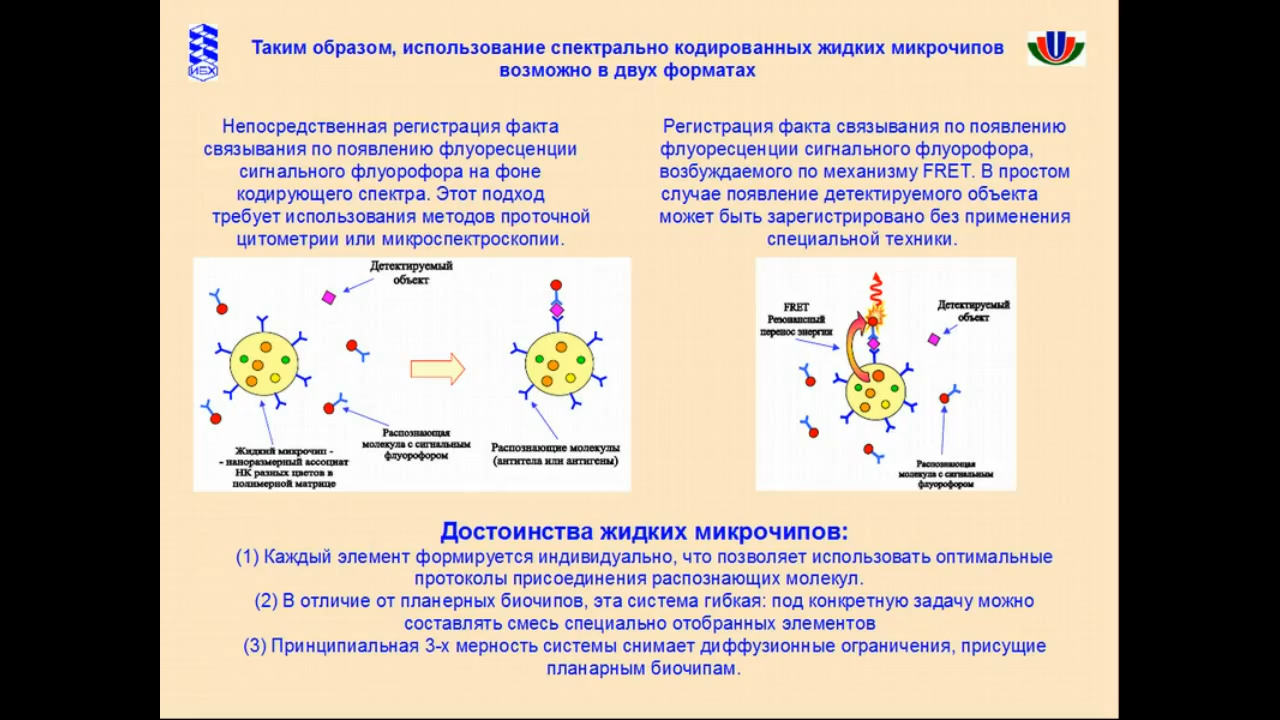 ИБХ
Таким образом, использование спектрально кодированных жидких микрочипов
возможно в двух форматах
Непосредственная регистрация факта
связывания по появлению флуоресценции
сигнального флуорофора на фоне
кодирующего спектра. Этот подход
требует использования методов проточной
цитометрии или микроспектроскопии.
Детектируемый
объект
Жидкий микрочип -
- наноразмерный ассоциат
НК разных цветов в
полимерной матрице
Распознающая
молекула с сигнальным
флуорофором
Распознающие молекулы
(антитела или антигены)
Регистрация факта связывания по появлению
флуоресценции сигнального флуорофора,
возбуждаемого по механизму FRET. В простом
случае появление детектируемого объекта
может быть зарегистрировано без применения
специальной техники.
FRET
Резонансный
перенос энергии
Детектируемый
объект
Распознающая
молекула с сигнальным
флуорофором
Достоинства жидких микрочипов:
(1) Каждый элемент формируется индивидуально, что позволяет использовать оптимальные
протоколы присоединения распознающих молекул.
(2) В отличие от планерных биочипов, эта система гибкая: под конкретную задачу можно
составлять смесь специально отобранных элементов
(3) Принципиальная 3-х мерность системы снимает диффузионные ограничения, присущие
планарным биочипам.